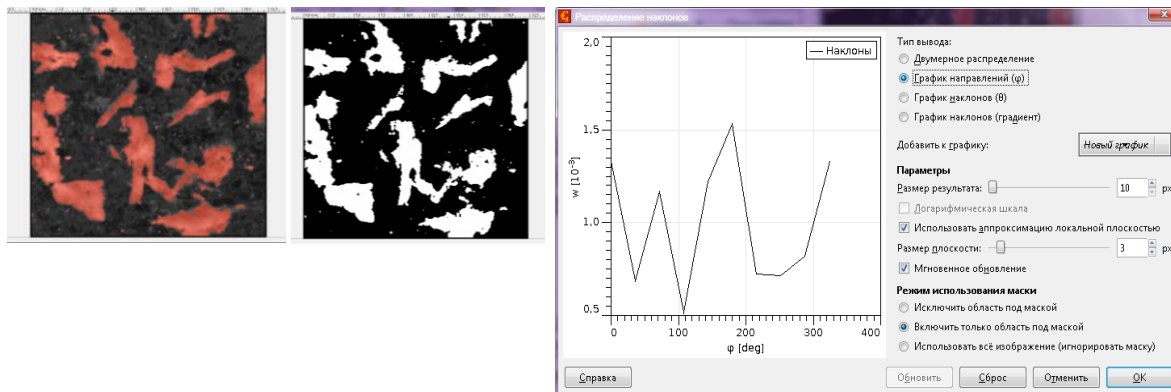 Распределение наклонов
2,0
1,5
1,0
0,5
w [10⁻³]
Наклоны
0
100
200
300
400
φ [deg]
Тип вывода:
Двумерное распределение
График направлений (φ)
График наклонов (θ)
График наклонов (градиент)
Добавить к графику:
Новый график
Параметры
Размер результата:
10
px
Логарифмическая шкала
Использовать аппроксимацию локальной плоскостью
Размер плоскости:
3
px
Мгновенное обновление
Режим использования маски
Исключить область под маской
Включить только область под маской
Использовать всё изображение (игнорировать маску)
Справка
Обновить
Сброс
Отменить
OK